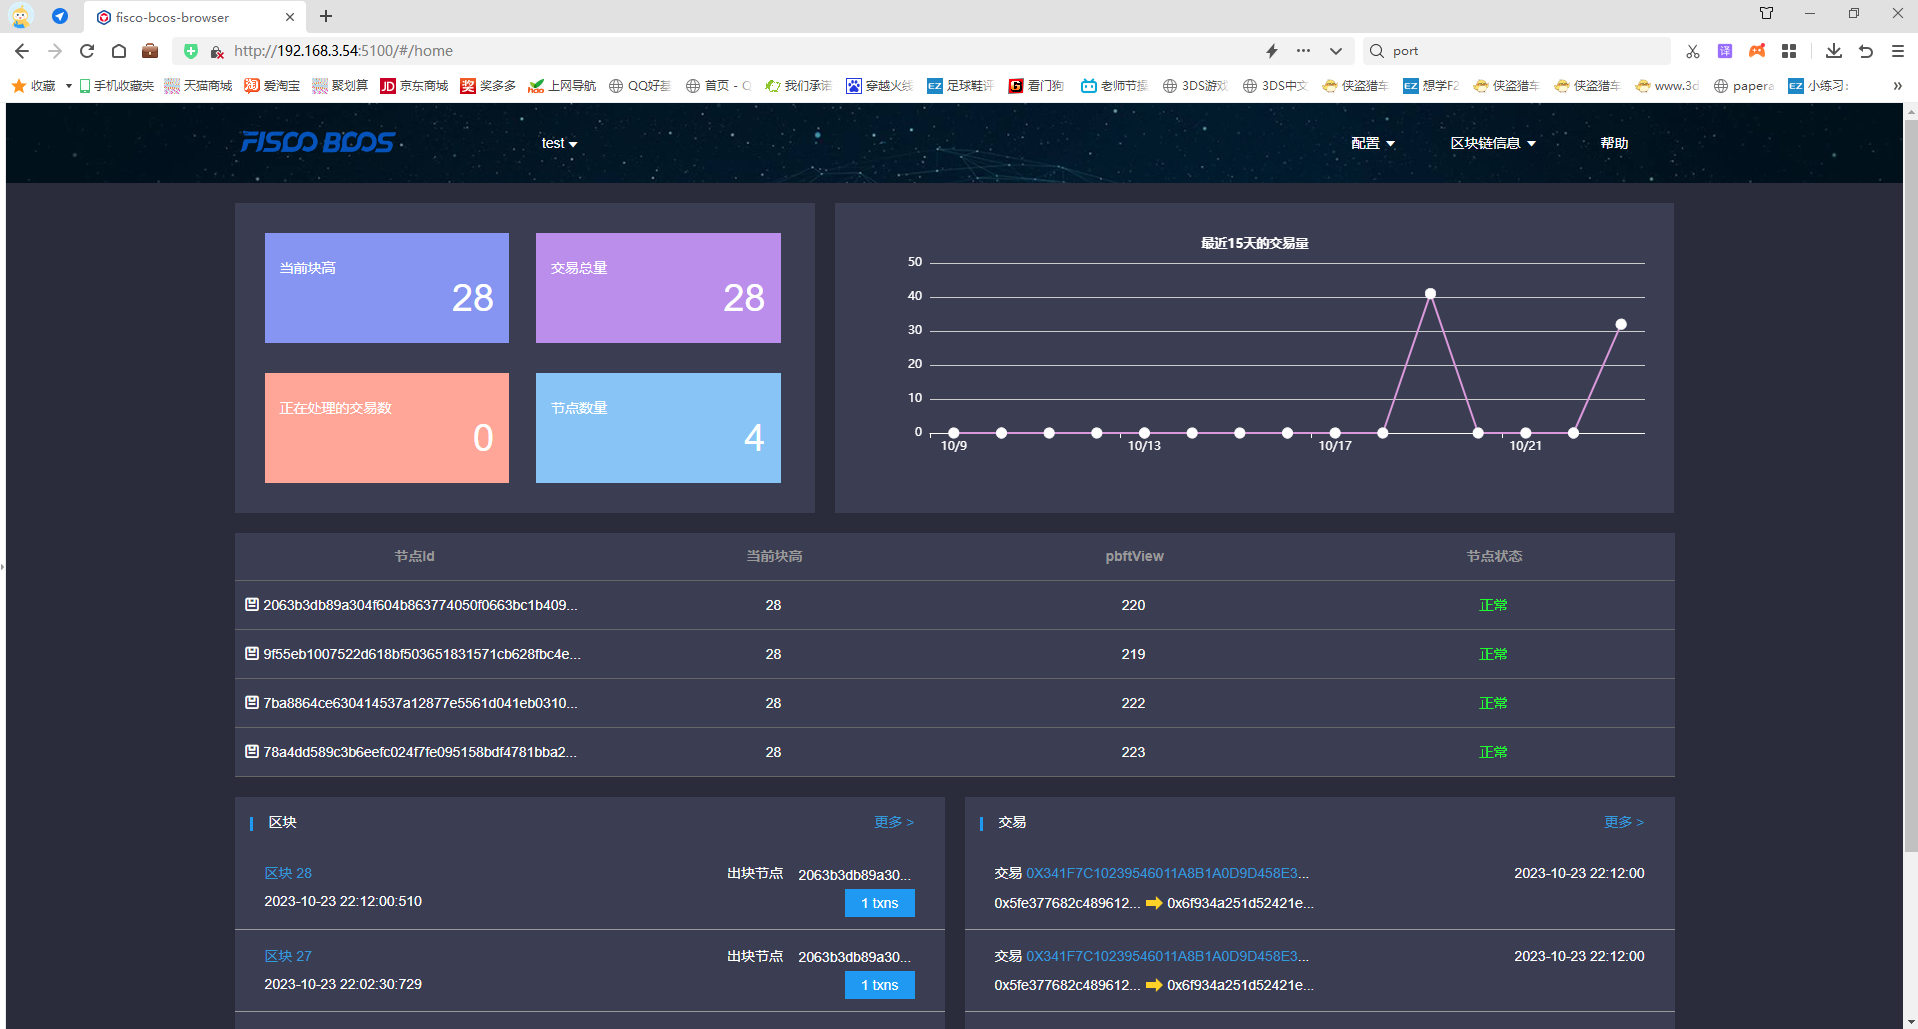 fisco-bcos-browser
http://192.168.3.54:5100/#/home
port
收藏 手机收藏夹 天猫商城 爱淘宝 聚划算 京东商城 奖多多 上网导航 QQ好基 首页 - Q 我们承诺 穿越火线 足球鞋评 看门狗 老师节操 3DS游戏 3DS中文 侠盗猎车 想学F2 侠盗猎车 侠盗猎车 www.3d papera 小练习: »
FISCO BCOS
test
配置 区块链信息 帮助
当前块高
28
交易总量
28
正在处理的交易数
0
节点数量
4
最近15天的交易量
50
40
30
20
10
0
10/9 10/13 10/17 10/21
节点Id 当前块高 pbftView 节点状态
2063b3db89a304f604b863774050f0663bc1b409... 28 220 正常
9f55eb1007522d618bf503651831571cb628fbc4e... 28 219 正常
7ba8864ce630414537a12877e5561d041eb0310... 28 222 正常
78a4dd589c3b6eefc024f7fe095158bdf4781bba2... 28 223 正常
区块 更多 >
区块 28 出块节点 2063b3db89a30...
2023-10-23 22:12:00:510 1 txns
区块 27 出块节点 2063b3db89a30...
2023-10-23 22:02:30:729 1 txns
交易 更多 >
交易 0X341F7C10239546011A8B1A0D9D458E3... 2023-10-23 22:12:00
0x5fe377682c489612... 0x6f934a251d52421e...
交易 0X341F7C10239546011A8B1A0D9D458E3... 2023-10-23 22:12:00
0x5fe377682c489612... 0x6f934a251d52421e...